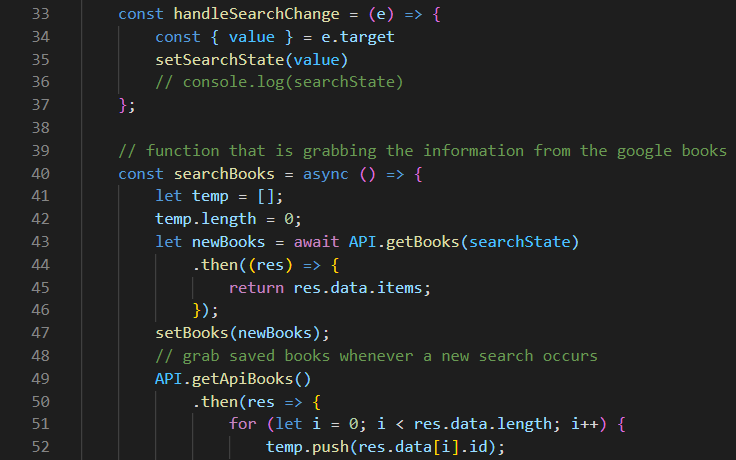 33 const handleSearchChange = (e) => {
34 const { value } = e.target
35 setSearchState(value)
36 // console.log(searchState)
37 };
38
39 // function that is grabbing the information from the google books
40 const searchBooks = async () => {
41 let temp = [];
42 temp.length = 0;
43 let newBooks = await API.getBooks(searchState)
44 .then((res) => {
45 return res.data.items;
46 });
47 setBooks(newBooks);
48 // grab saved books whenever a new search occurs
49 API.getApiBooks()
50 .then(res => {
51 for (let i = 0; i < res.data.length; i++) {
52 temp.push(res.data[i].id);